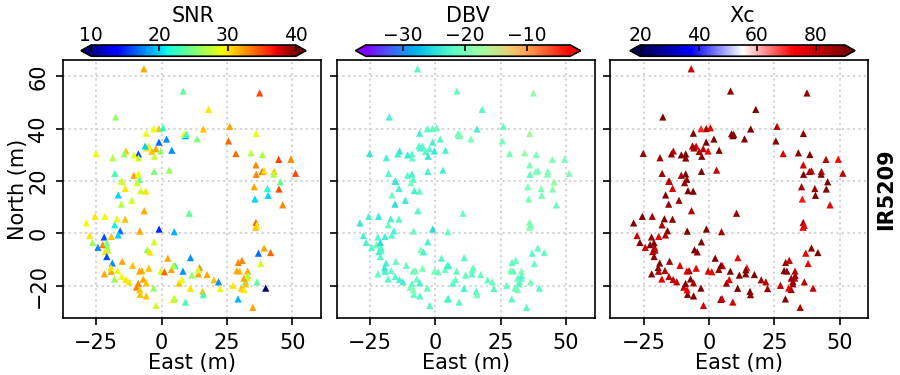 SNR DBV Xc
10 20 30 40 −30 −20 −10 20 40 60 80
60
40
20
0
−20
North (m)
IR5209
−25 0 25 50 −25 0 25 50 −25 0 25 50
East (m) East (m) East (m)